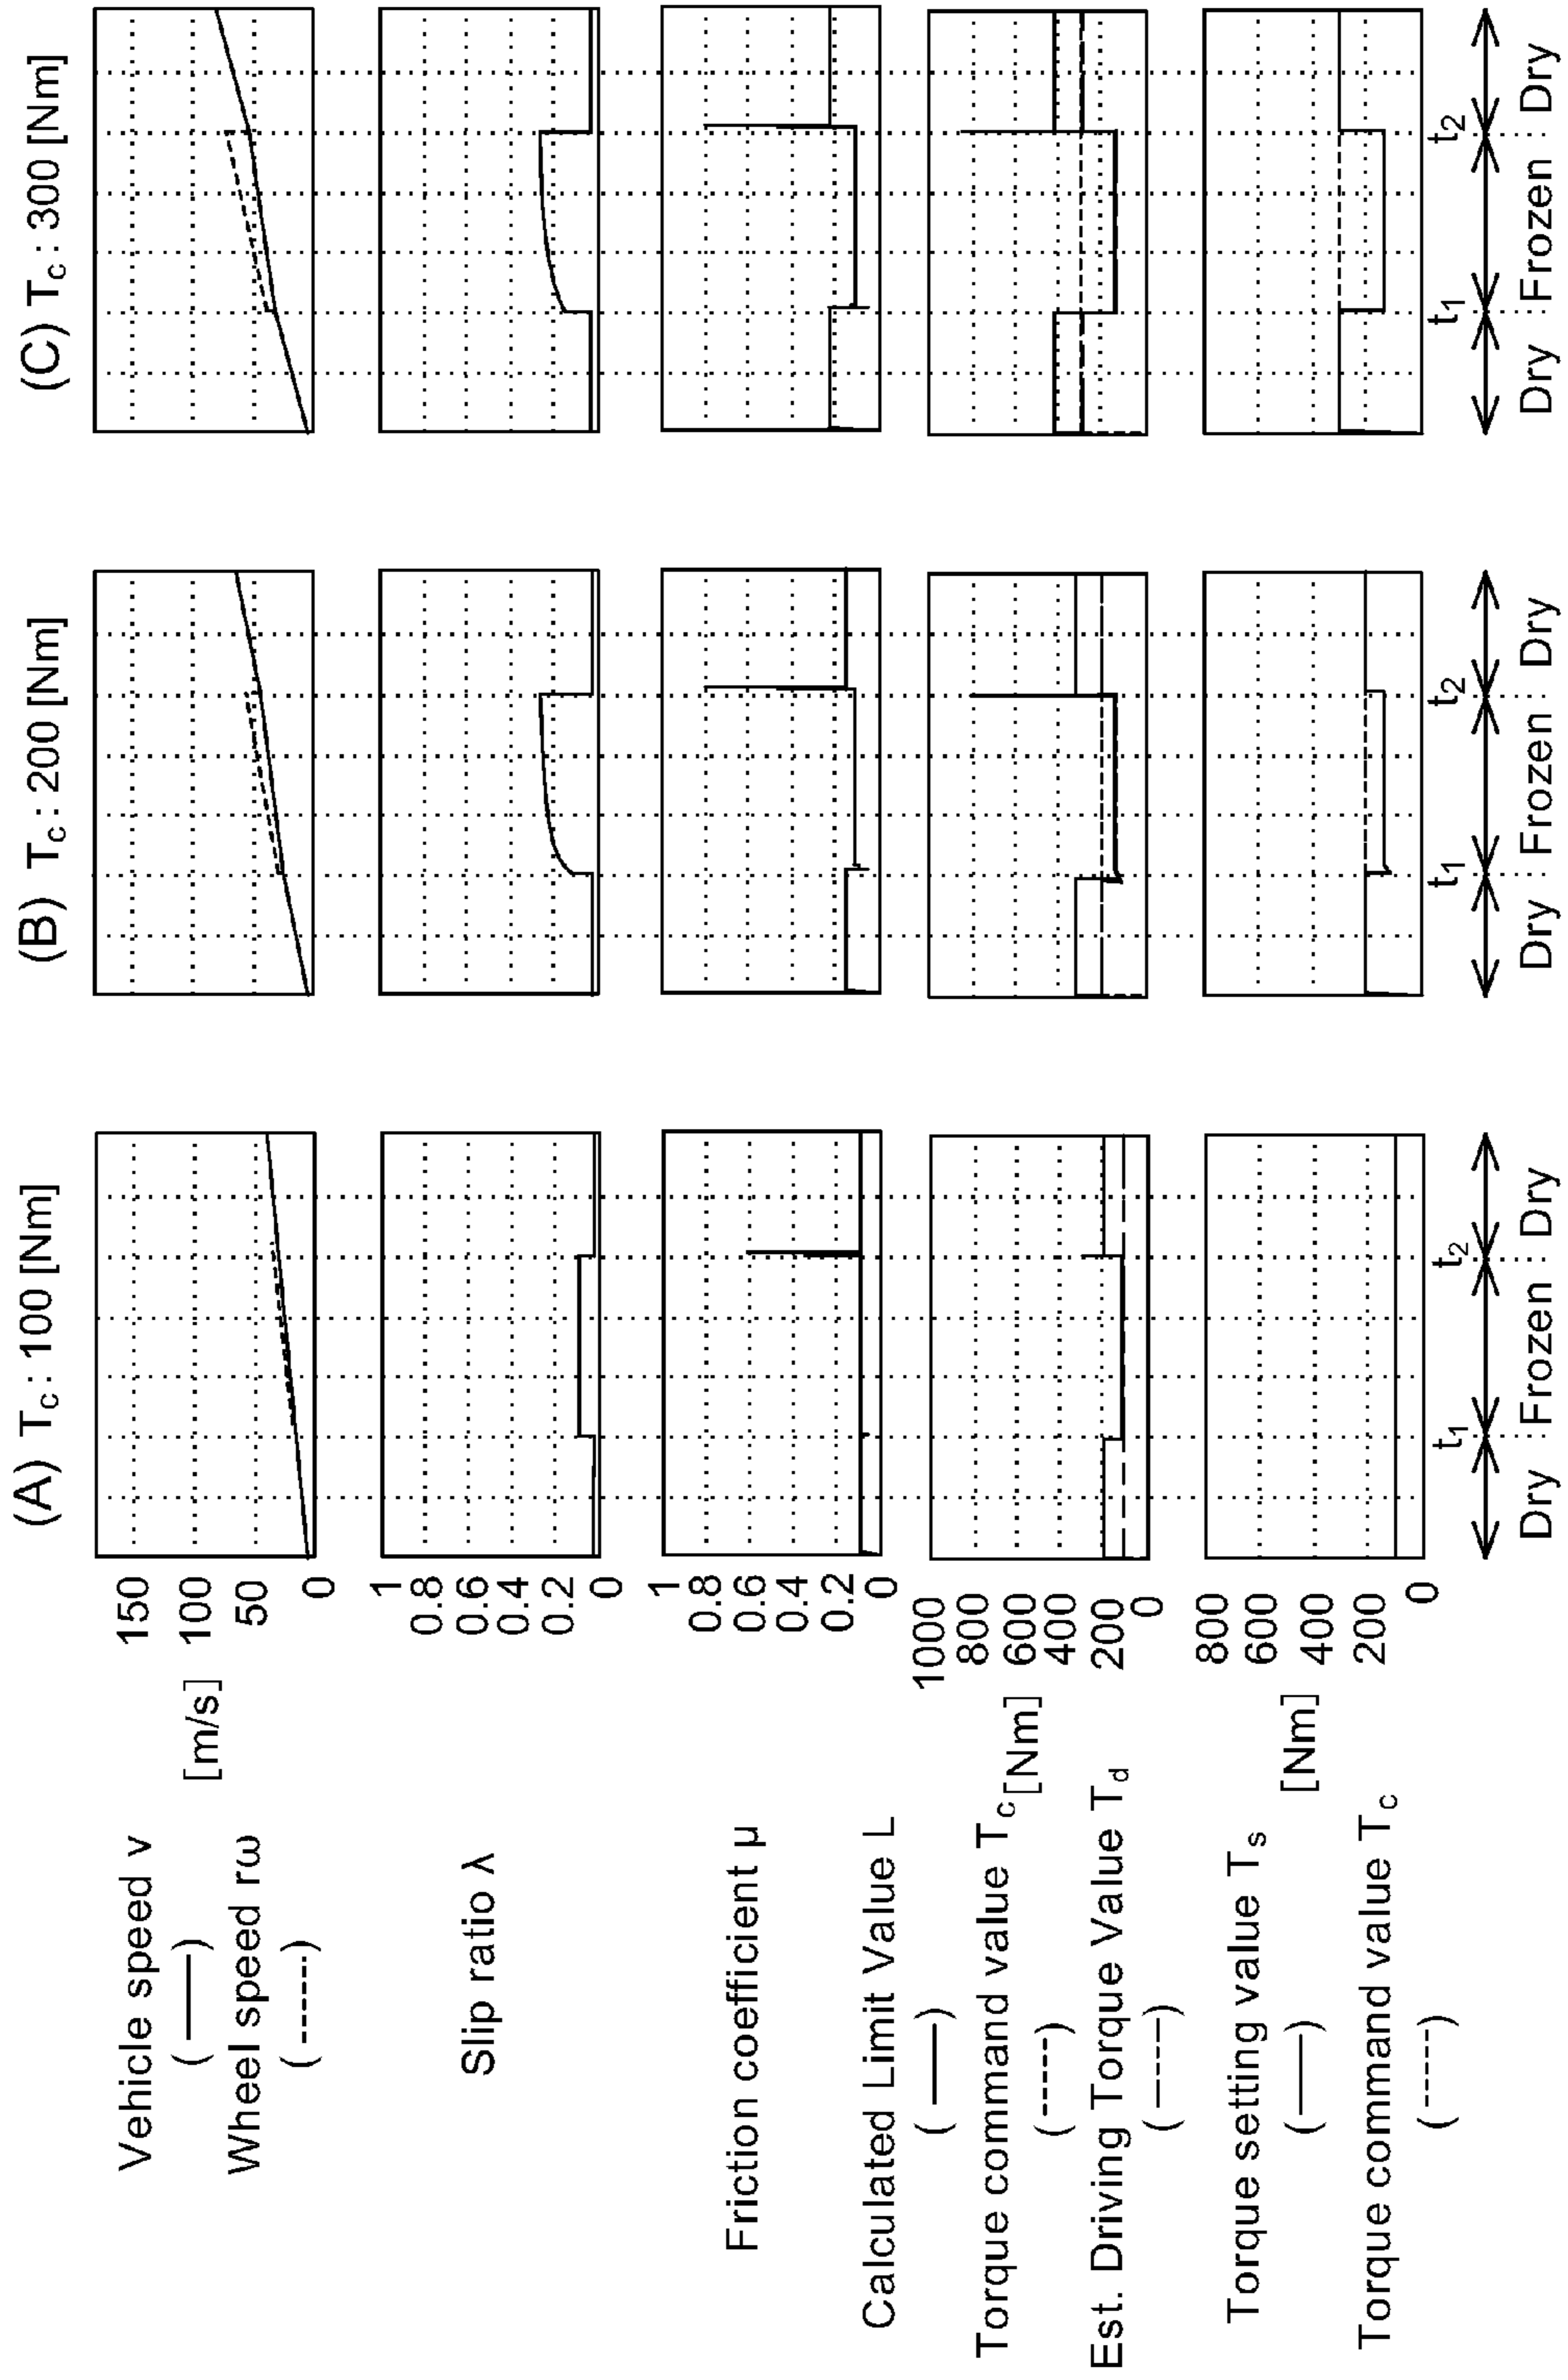 (A) Tc : 100 [Nm]
(B) Tc : 200 [Nm]
(C) Tc : 300 [Nm]
Vehicle speed v
(——)
Wheel speed rω
(------)
[m/s]
150
100
50
0
Slip ratio λ
1
0.8
0.6
0.4
0.2
0
Friction coefficient μ
1
0.8
0.6
0.4
0.2
0
Calculated Limit Value L
(——)
Torque command value Tc
(------)
Est. Driving Torque Value Td
(------)
[Nm]
1000
800
600
400
200
0
Torque setting value Ts
(——)
Torque command value Tc
(------)
[Nm]
800
600
400
200
0
t1 t2
Dry Frozen Dry
t1 t2
Dry Frozen Dry
t1 t2
Dry Frozen Dry